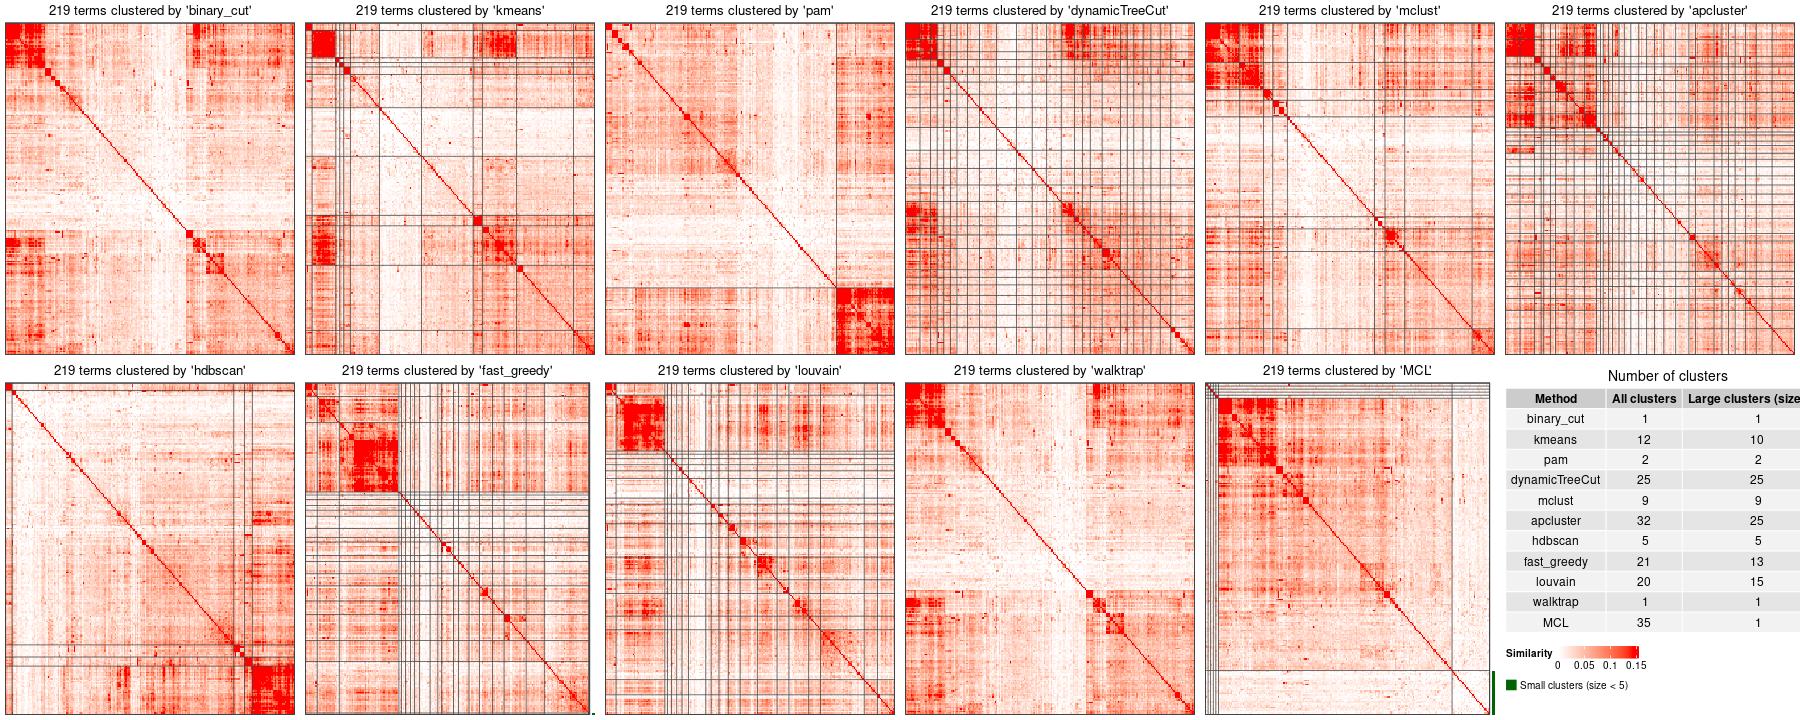 219 terms clustered by 'binary_cut'
219 terms clustered by 'kmeans'
219 terms clustered by 'pam'
219 terms clustered by 'dynamicTreeCut'
219 terms clustered by 'mclust'
219 terms clustered by 'apcluster'
219 terms clustered by 'hdbscan'
219 terms clustered by 'fast_greedy'
219 terms clustered by 'louvain'
219 terms clustered by 'walktrap'
219 terms clustered by 'MCL'
Number of clusters
Method All clusters Large clusters (size
binary_cut 1 1
kmeans 12 10
pam 2 2
dynamicTreeCut 25 25
mclust 9 9
apcluster 32 25
hdbscan 5 5
fast_greedy 21 13
louvain 20 15
walktrap 1 1
MCL 35 1
Similarity
0 0.05 0.1 0.15
Small clusters (size < 5)